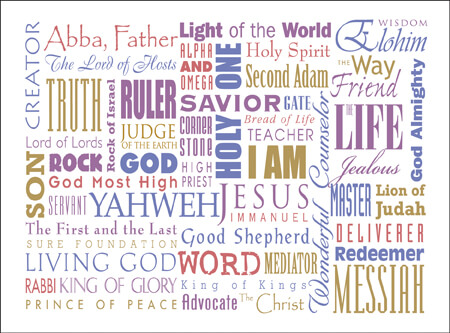 CREATOR
Abba, Father
The Lord of Hosts
TRUTH
Rock of Israel
RULER
JUDGE
OF THE EARTH
Lord of Lords
SON
ROCK
GOD
God Most High
SERVANT
YAHWEH
The First and the Last
SURE FOUNDATION
LIVING GOD
RABBI
KING OF GLORY
PRINCE OF PEACE
Light of the World
ALPHA
AND
OMEGA
HOLY ONE
Holy Spirit
Second Adam
SAVIOR
GATE
CORNER
STONE
Bread of Life
TEACHER
HIGH
PRIEST
I AM
JESUS
IMMANUEL
Good Shepherd
WORD
MEDIATOR
King of Kings
Advocate
The Christ
Wonderful Counselor
WISDOM
Elohim
THE Way
Friend
THE LIFE
God Almighty
Jealous
MASTER
Lion of
Judah
DELIVERER
Redeemer
MESSIAH